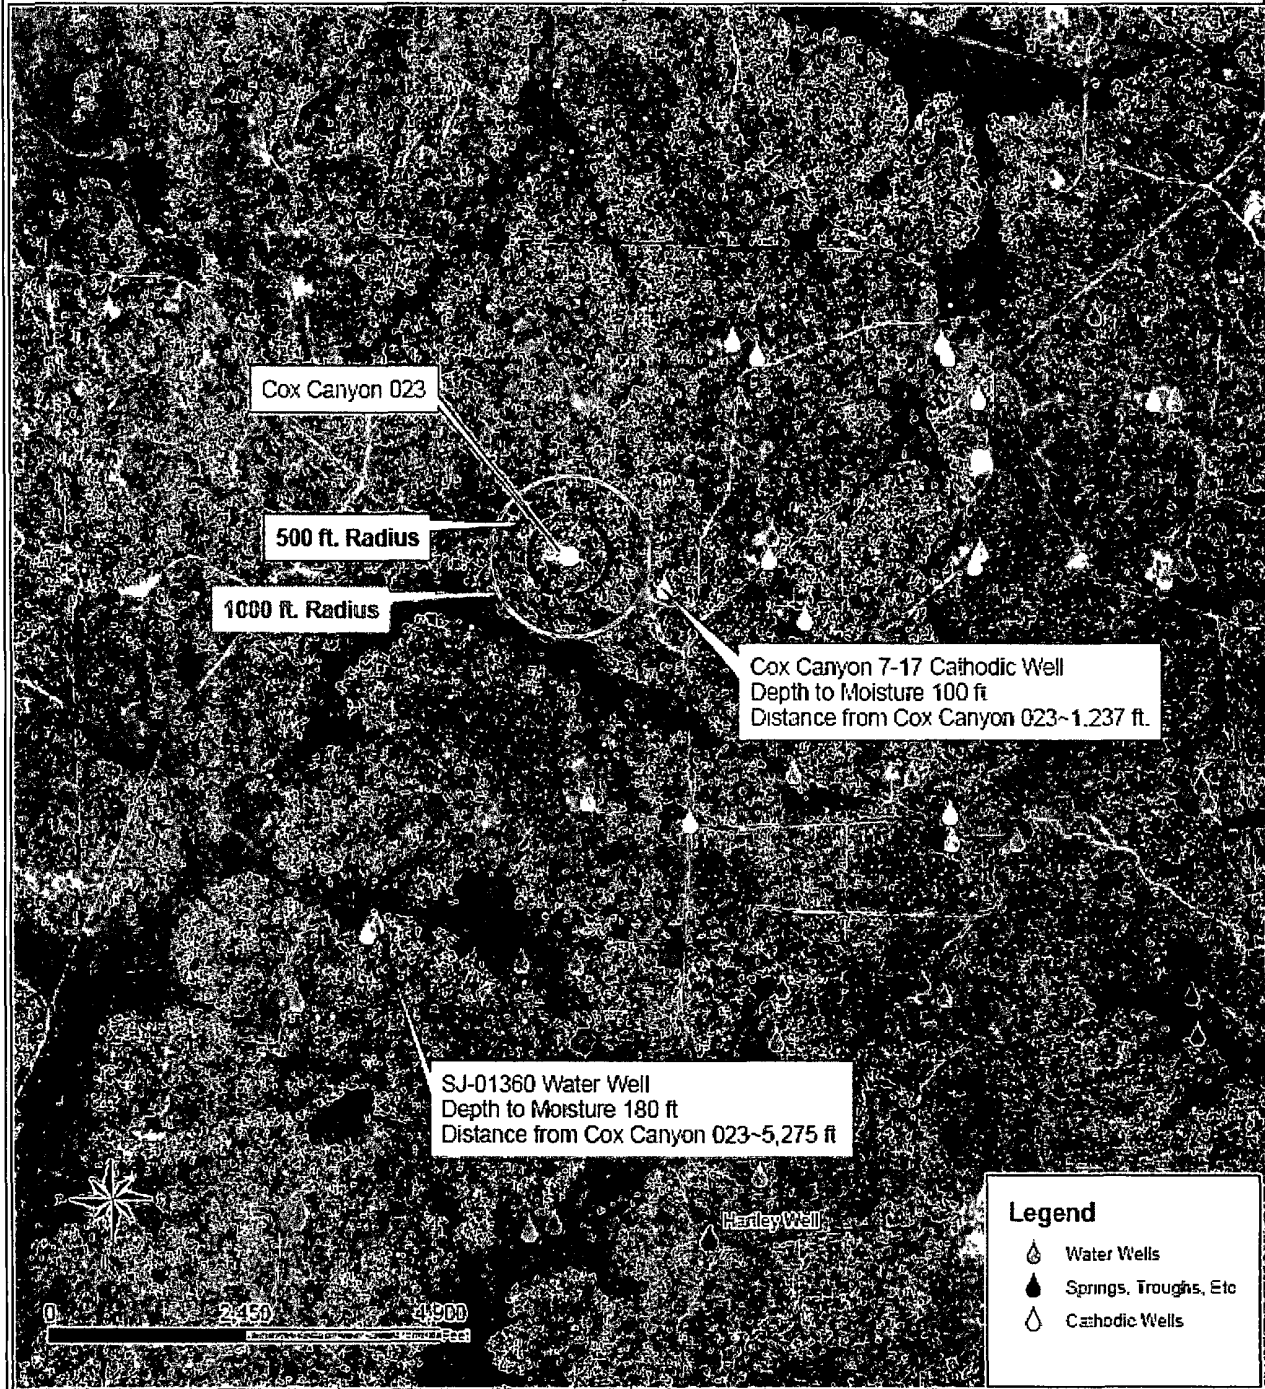 Cox Canyon 023
500 ft. Radius
1000 ft. Radius
Cox Canyon 7-17 Cathodic Well
Depth to Moisture 100 ft
Distance from Cox Canyon 023~1.237 ft.
SJ-01360 Water Well
Depth to Moisture 180 ft
Distance from Cox Canyon 023~5,275 ft
Hartley Well
0 2,450 4,900
Feet
Legend
Water Wells
Springs, Troughs, Etc
Cathodic Wells